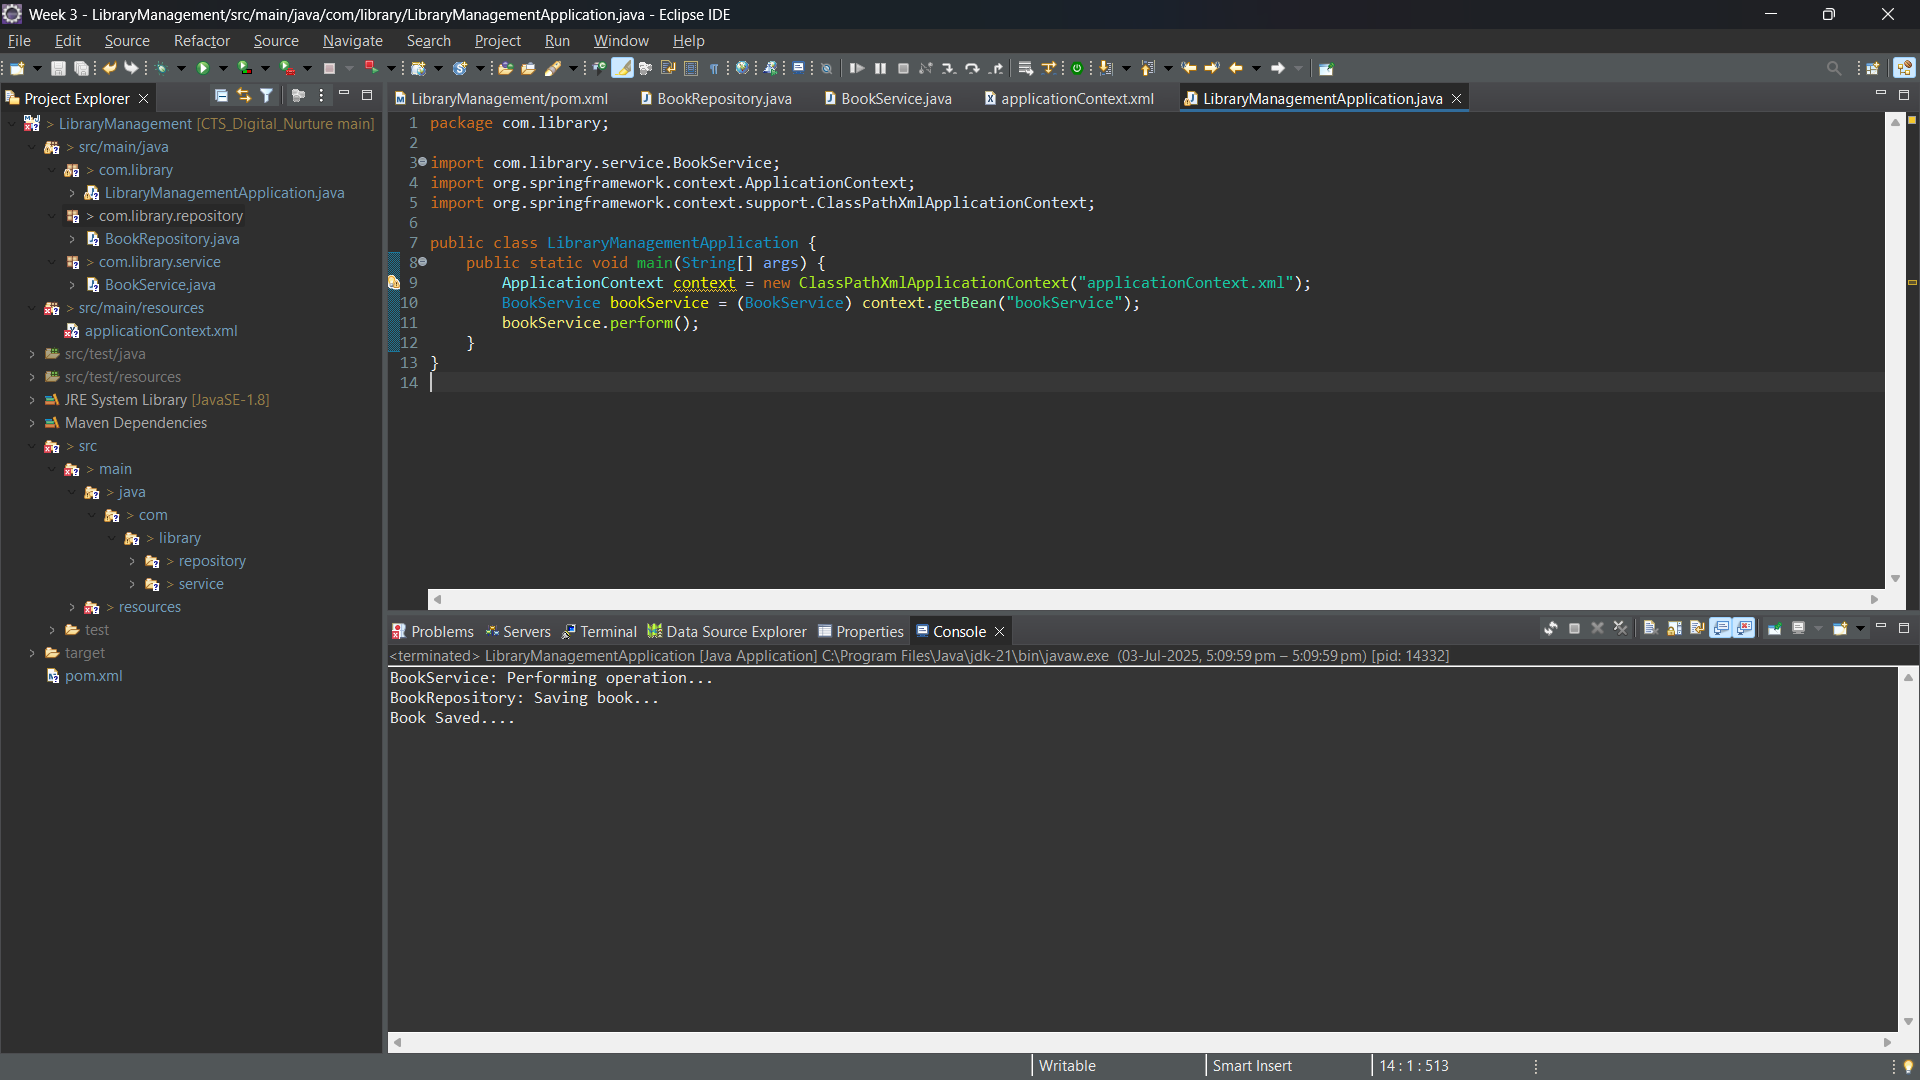 Week 3 - LibraryManagement/src/main/java/com/library/LibraryManagementApplication.java - Eclipse IDE
File Edit Source Refactor Source Navigate Search Project Run Window Help
Project Explorer
> LibraryManagement [CTS_Digital_Nurture main]
> src/main/java
> com.library
LibraryManagementApplication.java
> com.library.repository
BookRepository.java
> com.library.service
BookService.java
> src/main/resources
applicationContext.xml
src/test/java
src/test/resources
JRE System Library [JavaSE-1.8]
Maven Dependencies
> src
> main
> java
> com
> library
> repository
> service
> resources
test
target
pom.xml
LibraryManagement/pom.xml BookRepository.java BookService.java applicationContext.xml LibraryManagementApplication.java
1 package com.library;
2
3 import com.library.service.BookService;
4 import org.springframework.context.ApplicationContext;
5 import org.springframework.context.support.ClassPathXmlApplicationContext;
6
7 public class LibraryManagementApplication {
8 public static void main(String[] args) {
9 ApplicationContext context = new ClassPathXmlApplicationContext("applicationContext.xml");
10 BookService bookService = (BookService) context.getBean("bookService");
11 bookService.perform();
12 }
13 }
14
Problems Servers Terminal Data Source Explorer Properties Console
<terminated> LibraryManagementApplication [Java Application] C:\Program Files\Java\jdk-21\bin\javaw.exe (03-Jul-2025, 5:09:59 pm – 5:09:59 pm) [pid: 14332]
BookService: Performing operation...
BookRepository: Saving book...
Book Saved....
Writable Smart Insert 14 : 1 : 513